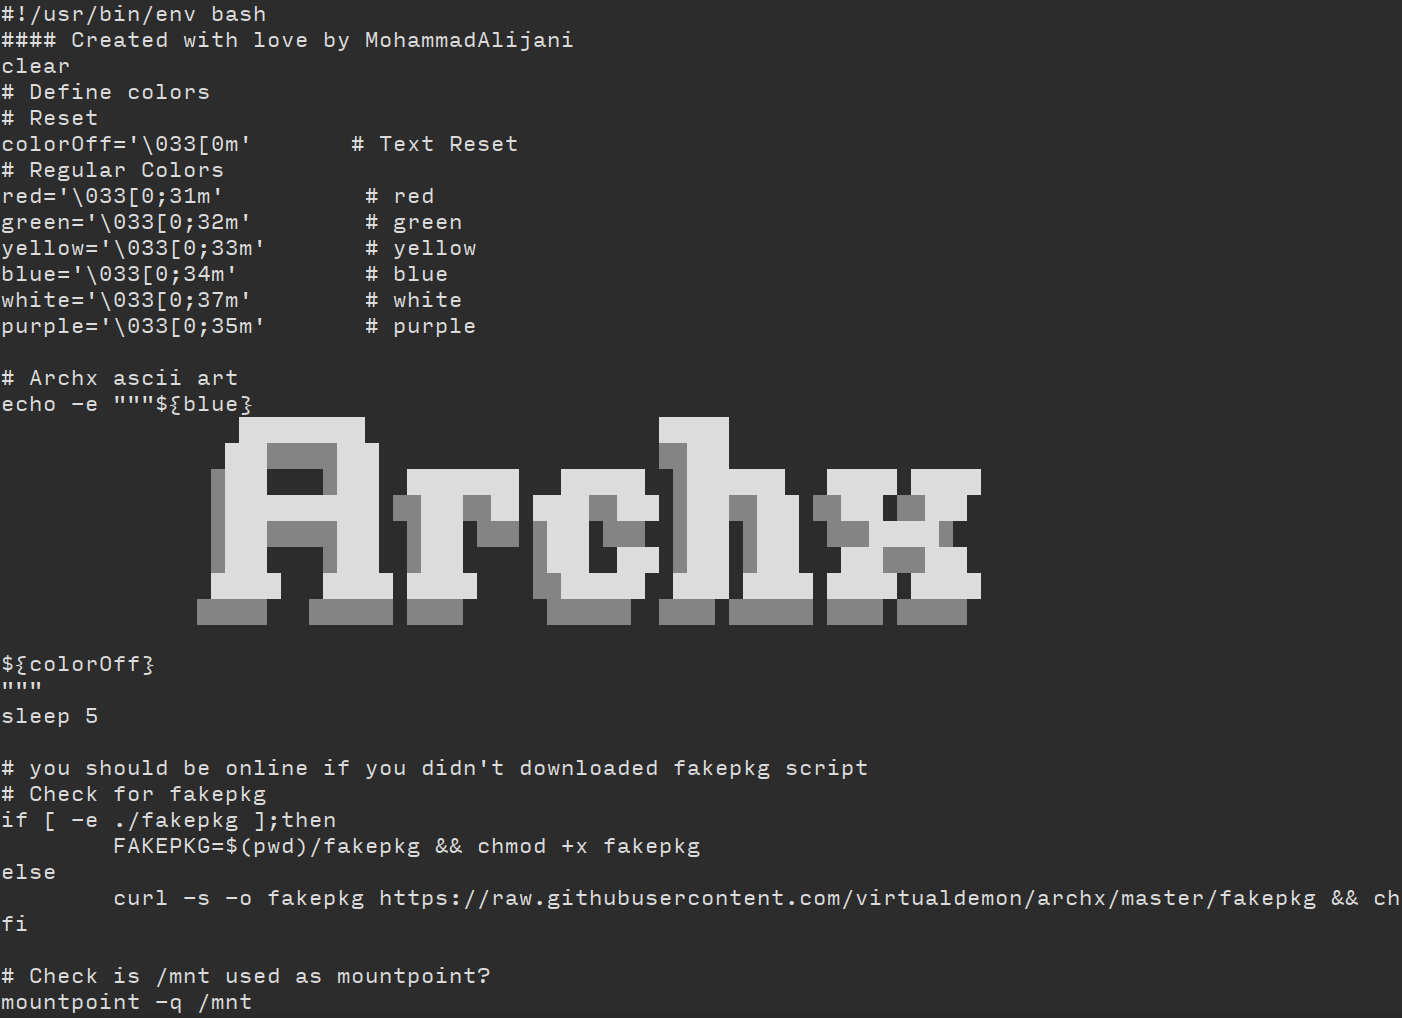 #!/usr/bin/env bash
#### Created with love by MohammadAlijani
clear
# Define colors
# Reset
colorOff='\033[0m'       # Text Reset
# Regular Colors
red='\033[0;31m'          # red
green='\033[0;32m'        # green
yellow='\033[0;33m'       # yellow
blue='\033[0;34m'         # blue
white='\033[0;37m'        # white
purple='\033[0;35m'       # purple
# Archx ascii art
echo -e """${blue}
Archx
${colorOff}
"""
sleep 5
# you should be online if you didn't downloaded fakepkg script
# Check for fakepkg
if [ -e ./fakepkg ];then
        FAKEPKG=$(pwd)/fakepkg && chmod +x fakepkg
else
        curl -s -o fakepkg https://raw.githubusercontent.com/virtualdemon/archx/master/fakepkg && ch
fi
# Check is /mnt used as mountpoint?
mountpoint -q /mnt